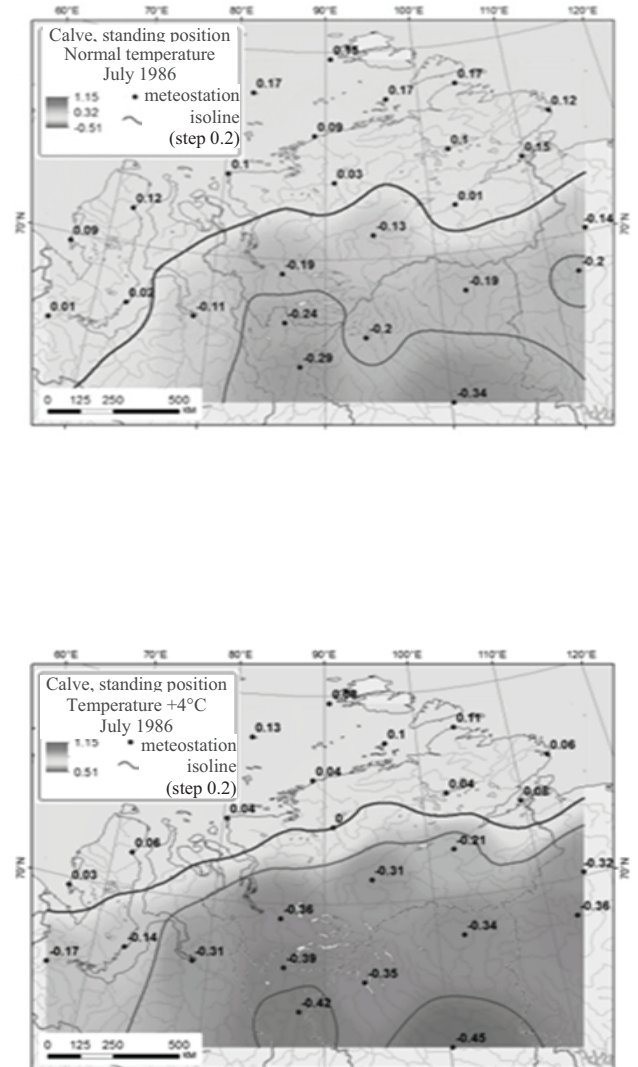 60°E 70°E 80°E 90°E 100°E 110°E 120°E
Calve, standing position
Normal temperature
July 1986
1.15
0.32
-0.51
meteostation
isoline
(step 0.2)
0.17
0.17
0.17
0.12
0.09
0.1
0.15
0.1
0.03
0.12
0.01
0.09
-0.13
-0.14
70°N
70°N
-0.19
-0.2
-0.19
0.02
0.01
-0.11
-0.24
-0.2
-0.29
-0.34
0 125 250 500
KM
60°E 70°E 80°E 90°E 100°E 110°E 120°E
Calve, standing position
Temperature +4°C
July 1986
1.15
0.51
meteostation
isoline
(step 0.2)
0.13
0.11
0.1
0.06
0.04
0.04
0.04
0
0.06
-0.21
0.03
-0.31
-0.32
70°N
70°N
-0.36
-0.36
-0.34
-0.14
-0.17
-0.31
-0.39
-0.35
-0.42
-0.45
0 125 250 500
KM